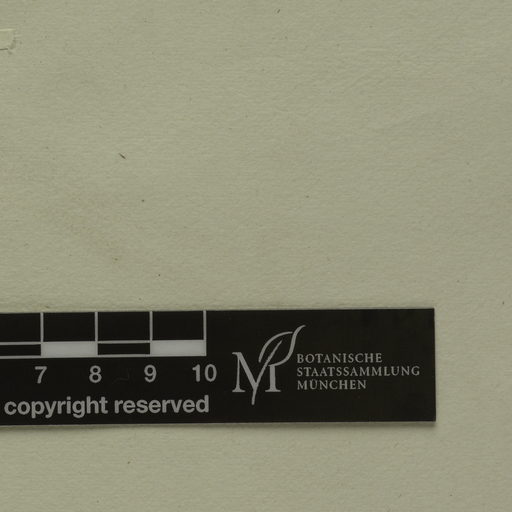 7 8 9 10
copyright reserved
M
BOTANISCHE
STAATSSAMMLUNG
MÜNCHEN